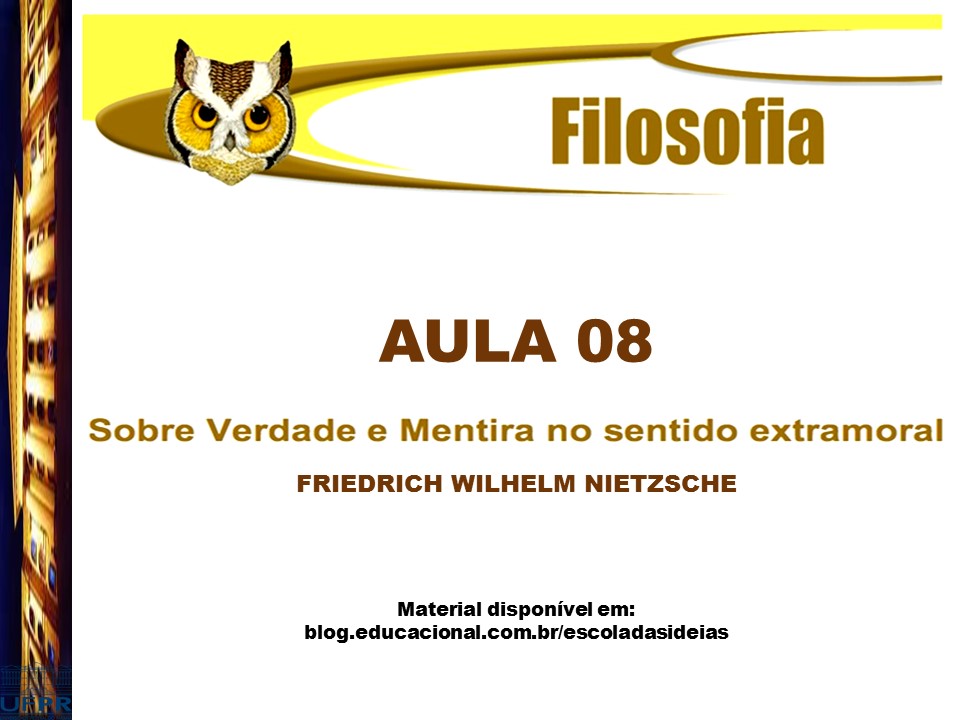 Filosofia
AULA 08
Sobre Verdade e Mentira no sentido extramoral
FRIEDRICH WILHELM NIETZSCHE
Material disponível em:
blog.educacional.com.br/escoladasideias
UFPR